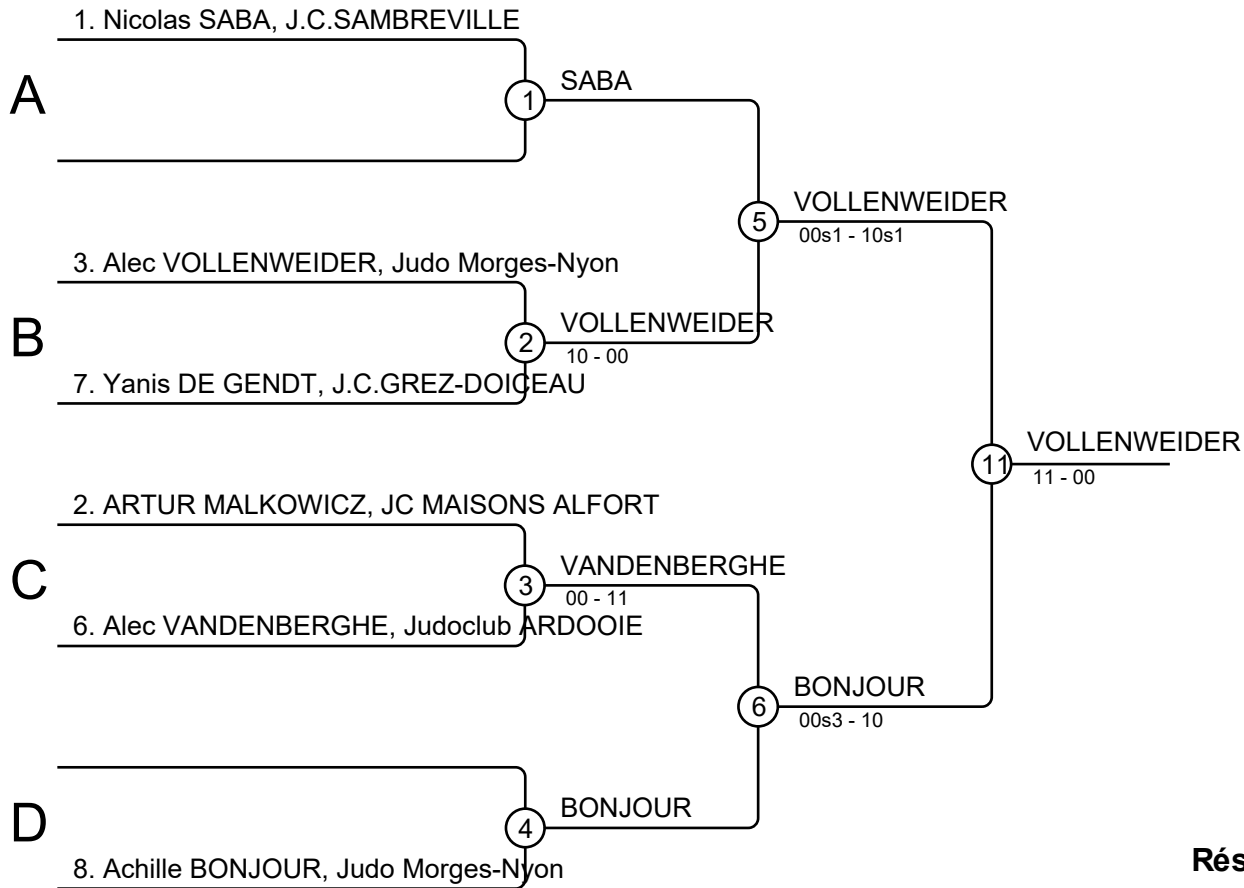 1. Nicolas SABA, J.C.SAMBREVILLE
A
1
SABA
5
VOLLENWEIDER
00s1 - 10s1
3. Alec VOLLENWEIDER, Judo Morges-Nyon
B
2
VOLLENWEIDER
10 - 00
7. Yanis DE GENDT, J.C.GREZ-DOICEAU
11
VOLLENWEIDER
11 - 00
2. ARTUR MALKOWICZ, JC MAISONS ALFORT
C
3
VANDENBERGHE
00 - 11
6. Alec VANDENBERGHE, Judoclub ARDOOIE
6
BONJOUR
00s3 - 10
D
4
BONJOUR
8. Achille BONJOUR, Judo Morges-Nyon
Rés